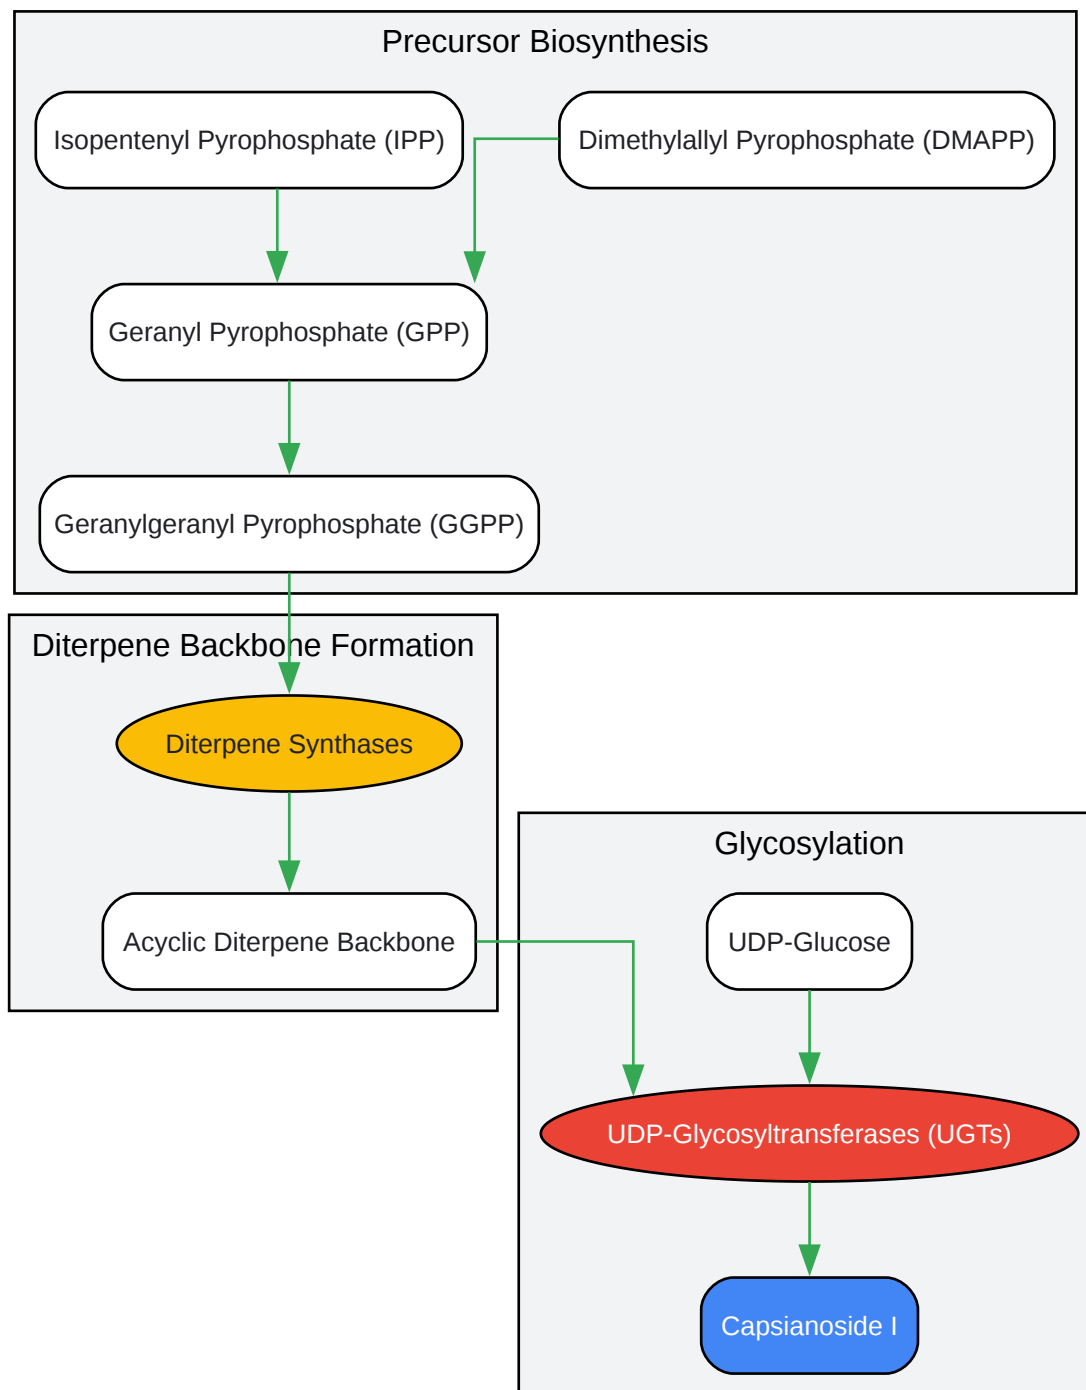 Precursor Biosynthesis
Isopentenyl Pyrophosphate (IPP)
Dimethylallyl Pyrophosphate (DMAPP)
Geranyl Pyrophosphate (GPP)
Geranylgeranyl Pyrophosphate (GGPP)
Diterpene Backbone Formation
Diterpene Synthases
Acyclic Diterpene Backbone
Glycosylation
UDP-Glucose
UDP-Glycosyltransferases (UGTs)
Capsianoside I